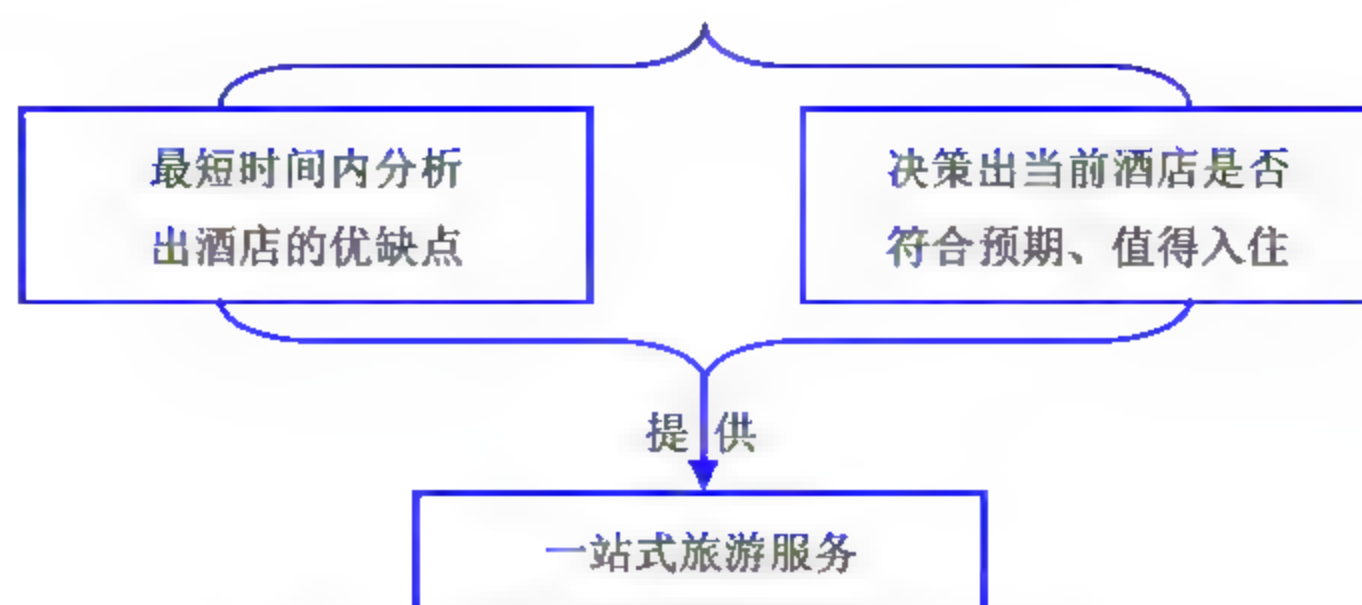 最短时间内分析
出酒店的优缺点
决策出当前酒店是否
符合预期、值得入住
提供
一站式旅游服务